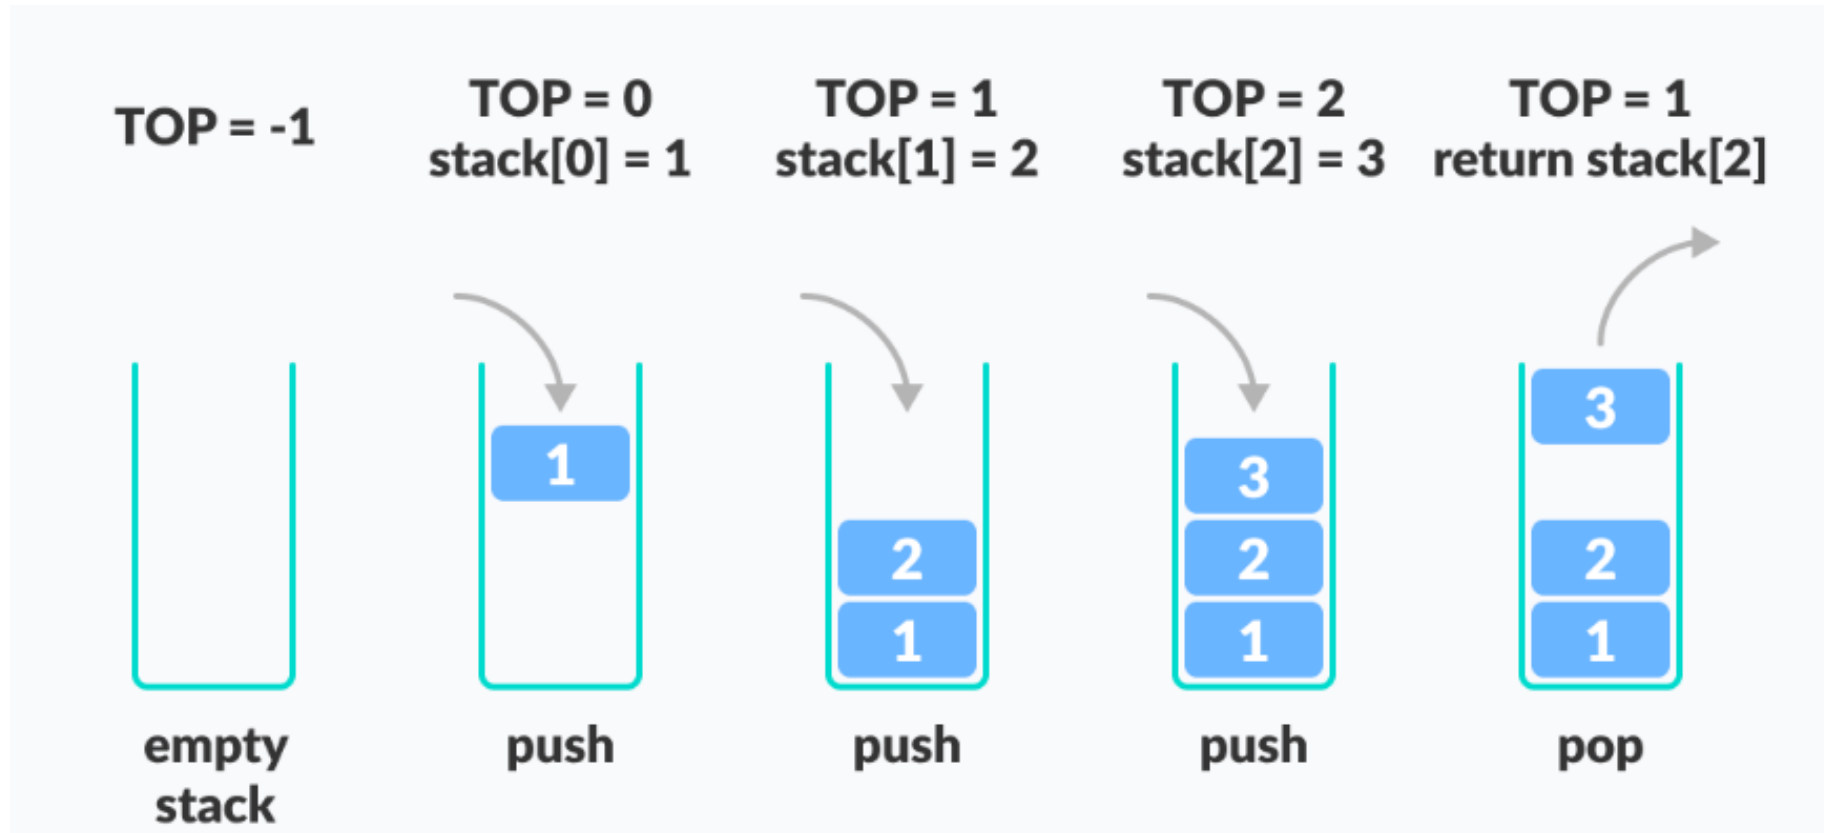 TOP = -1
TOP = 0
stack[0] = 1
TOP = 1
stack[1] = 2
TOP = 2
stack[2] = 3
TOP = 1
return stack[2]
1
2
1
3
2
1
3
2
1
empty
stack
push
push
push
pop